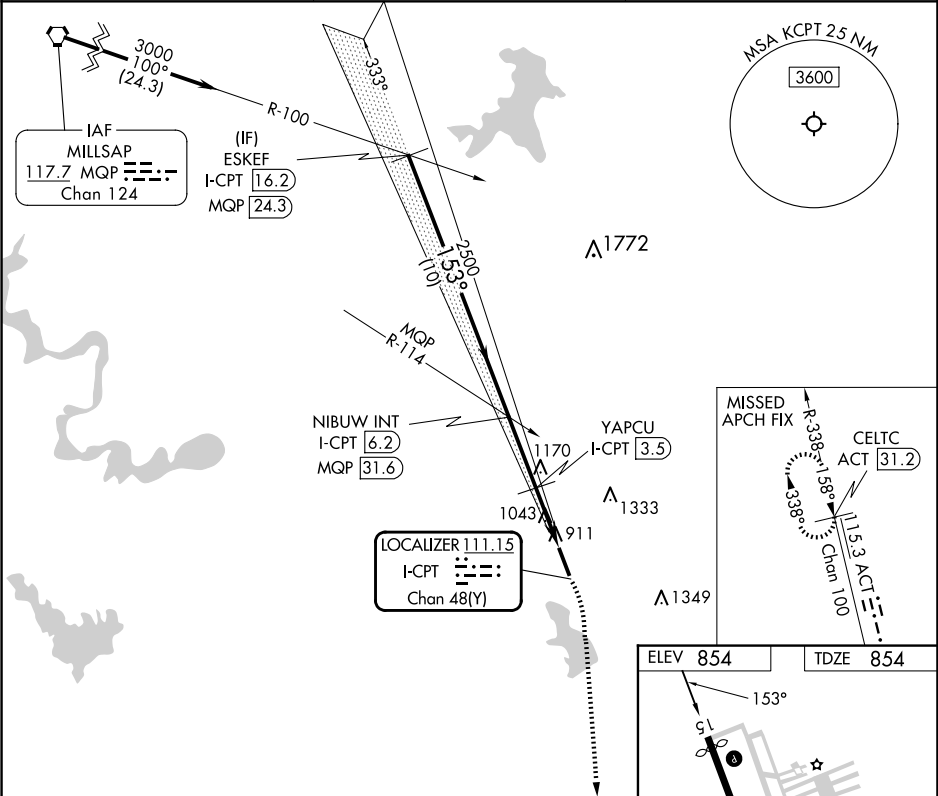 3000
100°
(24.3)
R-100
IAF
MILLSAP
117.7 MQP
Chan 124
(IF)
ESKEF
I-CPT 16.2
MQP 24.3
333°
MSA KCPT 25 NM
3600
2500
153°
(10)
1772
MQP
R-114
NIBUW INT
I-CPT 6.2
MQP 31.6
YAPCU
I-CPT 3.5
1170
1333
1043
911
LOCALIZER 111.15
I-CPT
Chan 48(Y)
1349
MISSED
APCH FIX
R-338
158°
338°
CELTC
ACT 31.2
115.3 ACT
Chan 100
ELEV 854
TDZE 854
153°
15
P